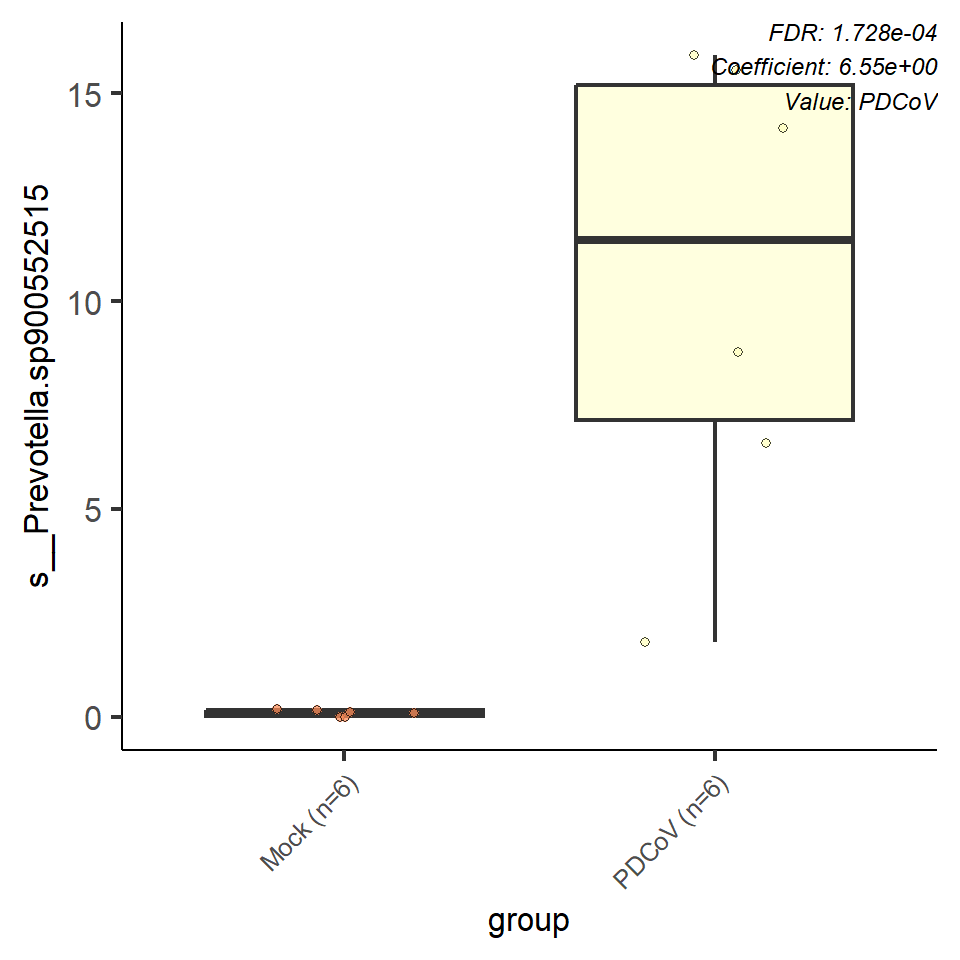 FDR: 1.728e-04
Coefficient: 6.55e+00
Value: PDCoV
s__Prevotella.sp900552515
15
10
5
0
Mock (n=6)
PDCoV (n=6)
group